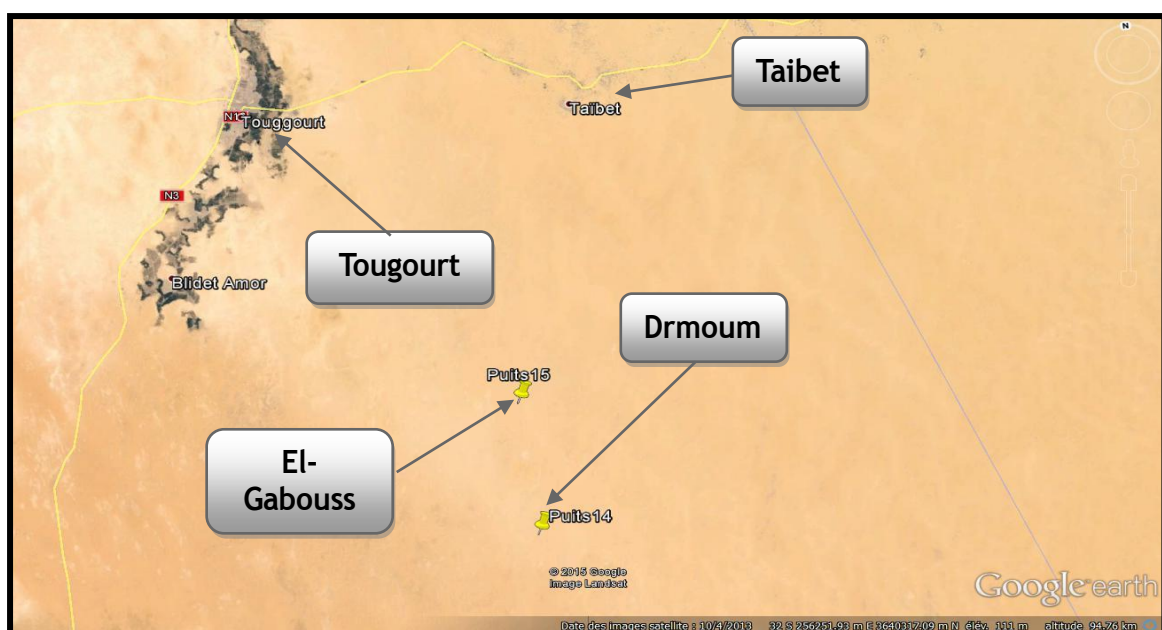 N
Taibet
Taïbet
Touggourt
N3
Tougourt
Blidet Amor
Drmoum
Puits15
El-
Gabouss
Puits14
© 2015 Google
Image Landsat
Google earth
Date des images satellite : 10/4/2013 32 S 256251.93 m E 3640317.09 m N élév. 111 m altitude 94.76 km